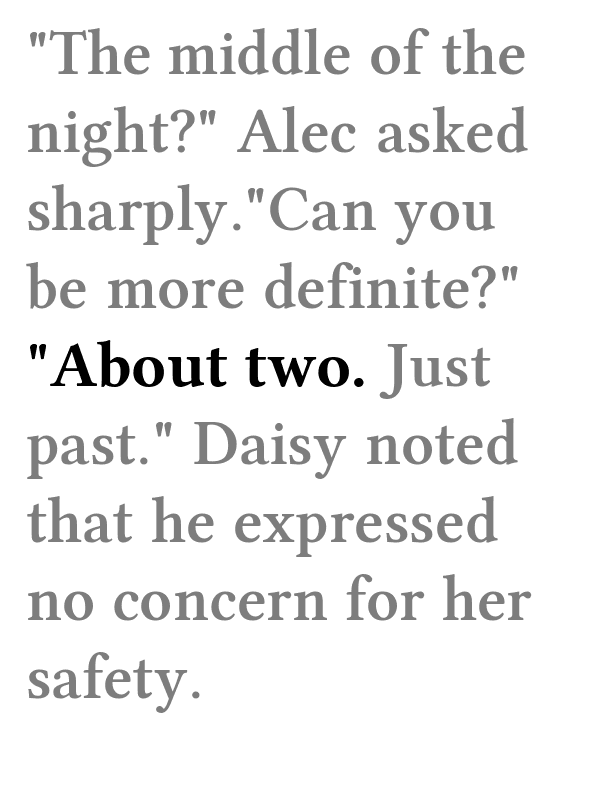 "The middle of the
night?" Alec asked
sharply."Can you
be more definite?"
"About two. Just
past." Daisy noted
that he expressed
no concern for her
safety.